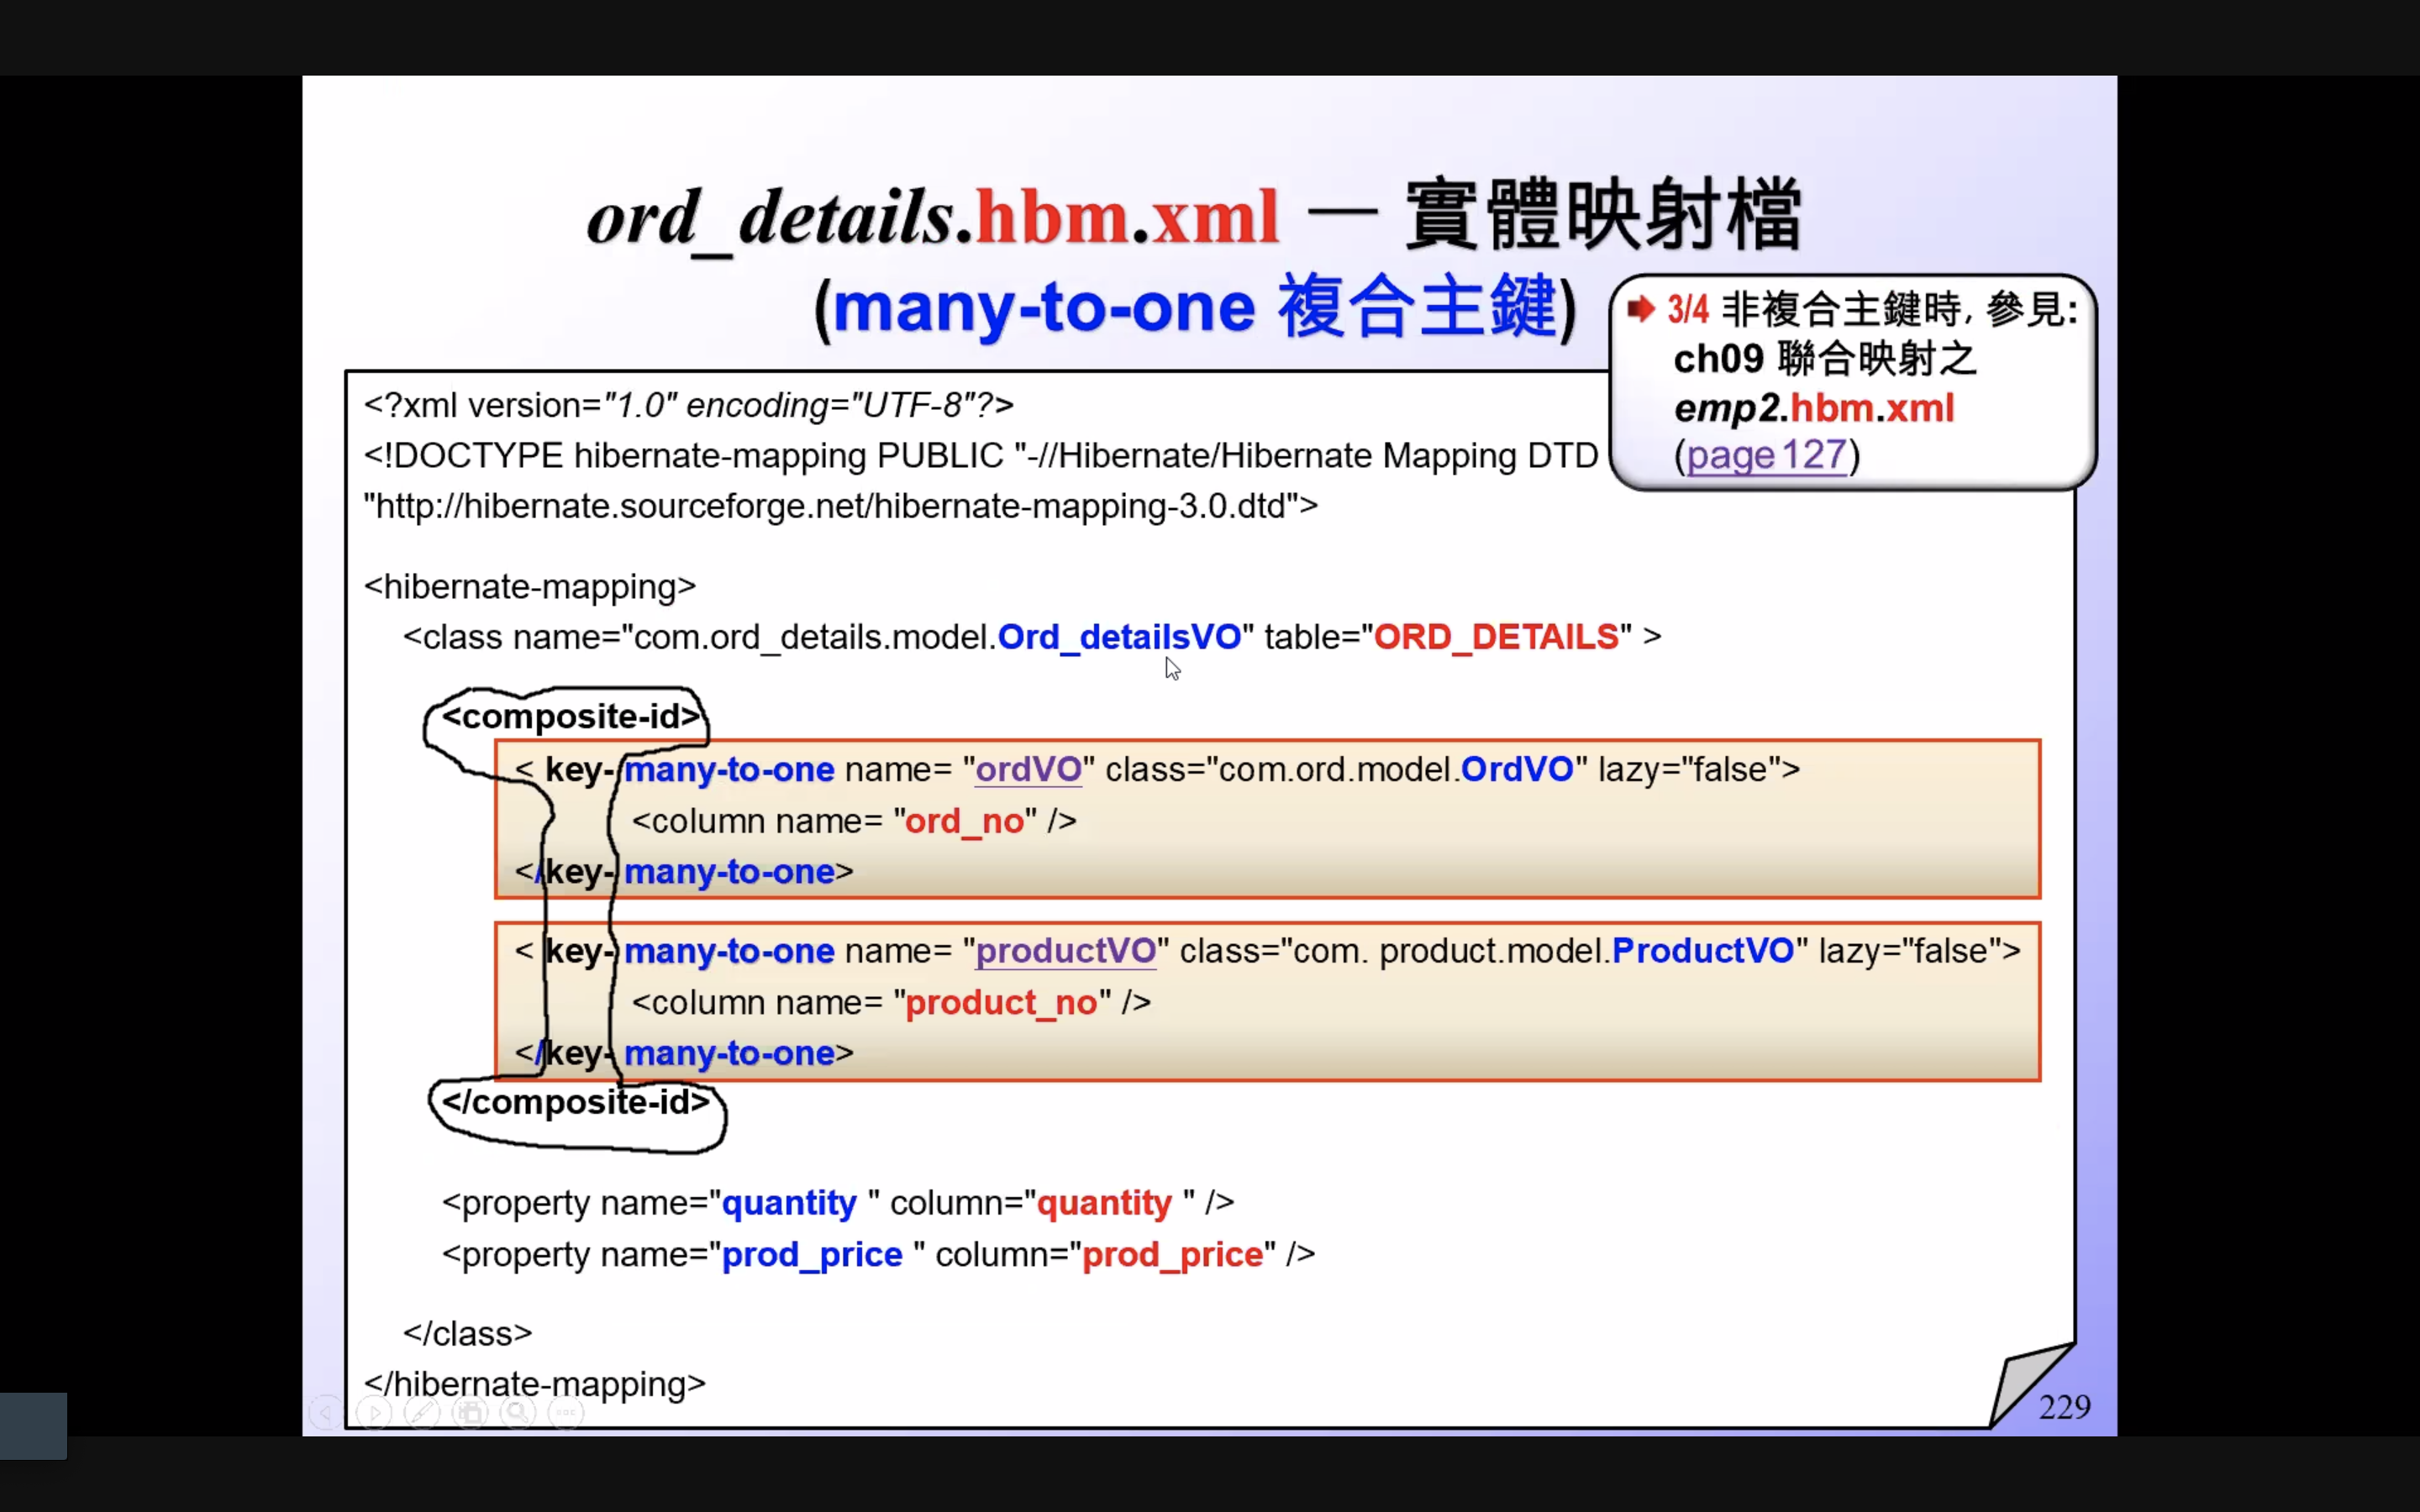 ord_details.hbm.xml — 實體映射檔
(many-to-one 複合主鍵)
3/4 非複合主鍵時, 參見:
ch09 聯合映射之
emp2.hbm.xml
(page 127)
<?xml version="1.0" encoding="UTF-8"?>
<!DOCTYPE hibernate-mapping PUBLIC "-//Hibernate/Hibernate Mapping DTD
"http://hibernate.sourceforge.net/hibernate-mapping-3.0.dtd">
<hibernate-mapping>
<class name="com.ord_details.model.Ord_detailsVO" table="ORD_DETAILS" >
<composite-id>
< key-many-to-one name= "ordVO" class="com.ord.model.OrdVO" lazy="false">
<column name= "ord_no" />
</key- many-to-one>
< key-many-to-one name= "productVO" class="com. product.model.ProductVO" lazy="false">
<column name= "product_no" />
</key- many-to-one>
</composite-id>
<property name="quantity " column="quantity " />
<property name="prod_price " column="prod_price" />
</class>
</hibernate-mapping>
229